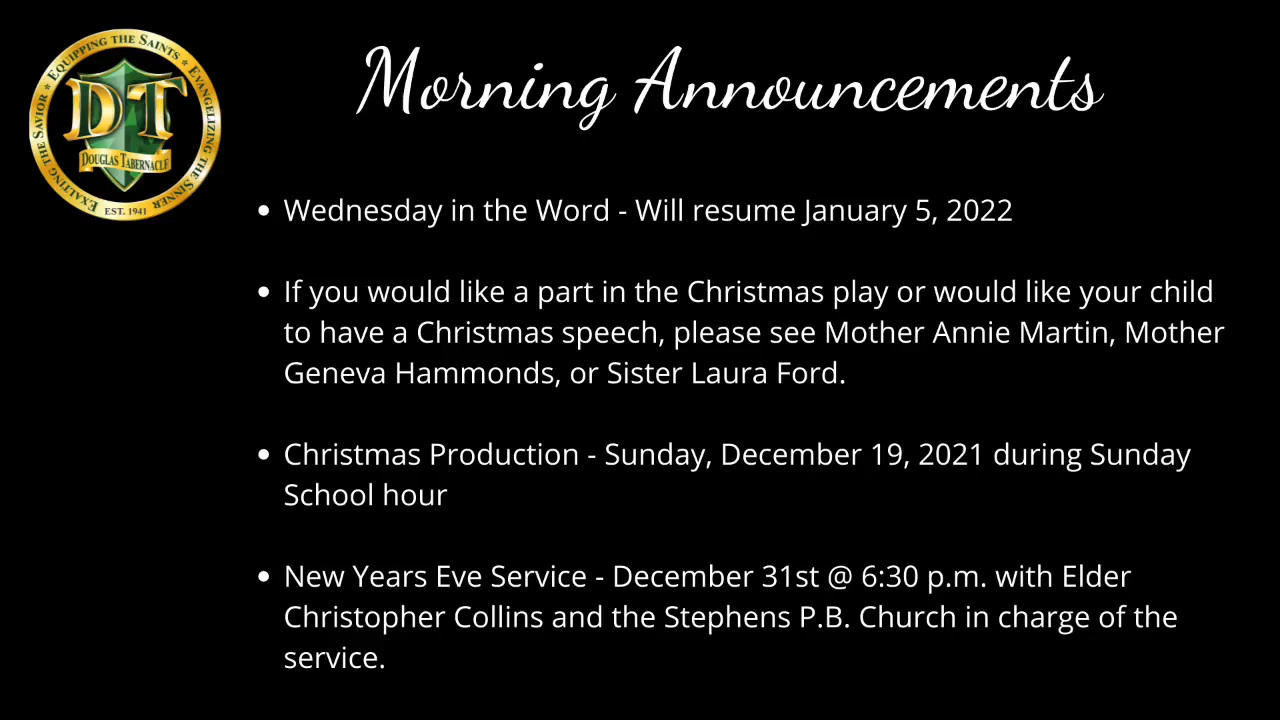 Exalting the Savior * Equipping the Saints * Evangelizing the Sinner
DT
Douglas Tabernacle
EST. 1941
Morning Announcements
• Wednesday in the Word - Will resume January 5, 2022
• If you would like a part in the Christmas play or would like your child
to have a Christmas speech, please see Mother Annie Martin, Mother
Geneva Hammonds, or Sister Laura Ford.
• Christmas Production - Sunday, December 19, 2021 during Sunday
School hour
• New Years Eve Service - December 31st @ 6:30 p.m. with Elder
Christopher Collins and the Stephens P.B. Church in charge of the
service.